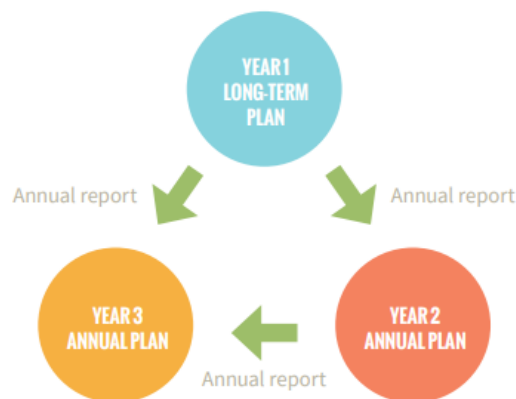 YEAR 1
LONG-TERM
PLAN
Annual report
Annual report
YEAR 3
ANNUAL PLAN
YEAR 2
ANNUAL PLAN
Annual report